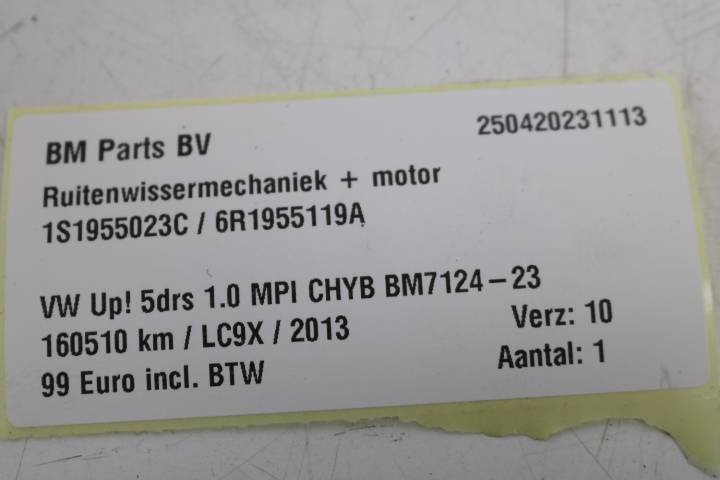 BM Parts BV
250420231113
Ruitenwissermechaniek + motor
1S1955023C / 6R1955119A
VW Up! 5drs 1.0 MPI CHYB BM7124-23
160510 km / LC9X / 2013
Verz: 10
99 Euro incl. BTW
Aantal: 1